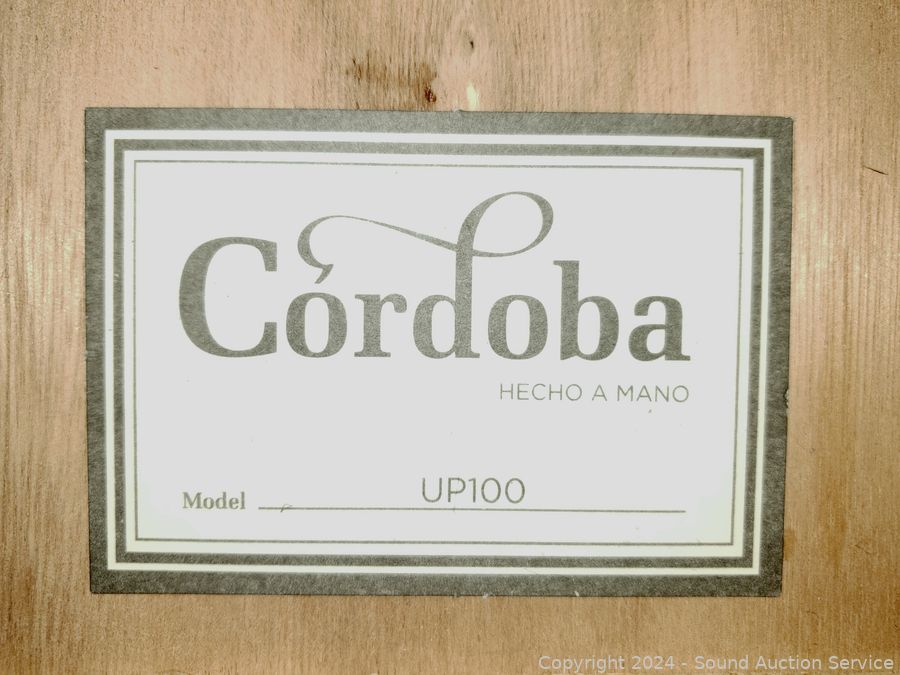 Córdoba
HECHO A MANO
Model UP100
Copyright 2024 - Sound Auction Service